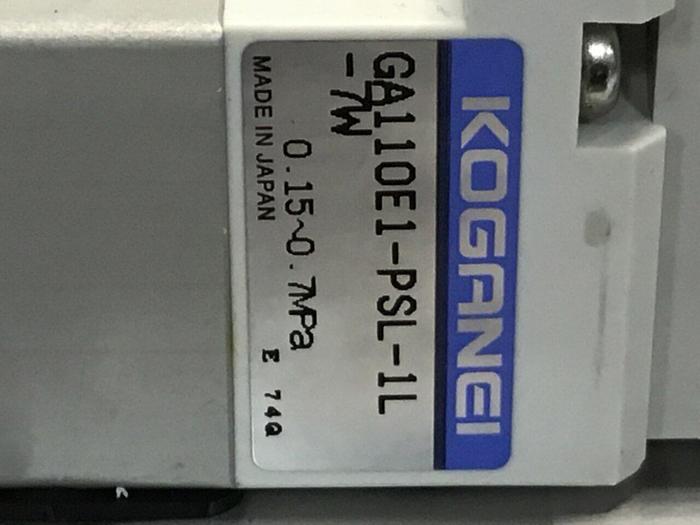 KOGANEI
GA110E1-PSL-1L
-7W
0.15~0.7MPa
MADE IN JAPAN
E 74Q